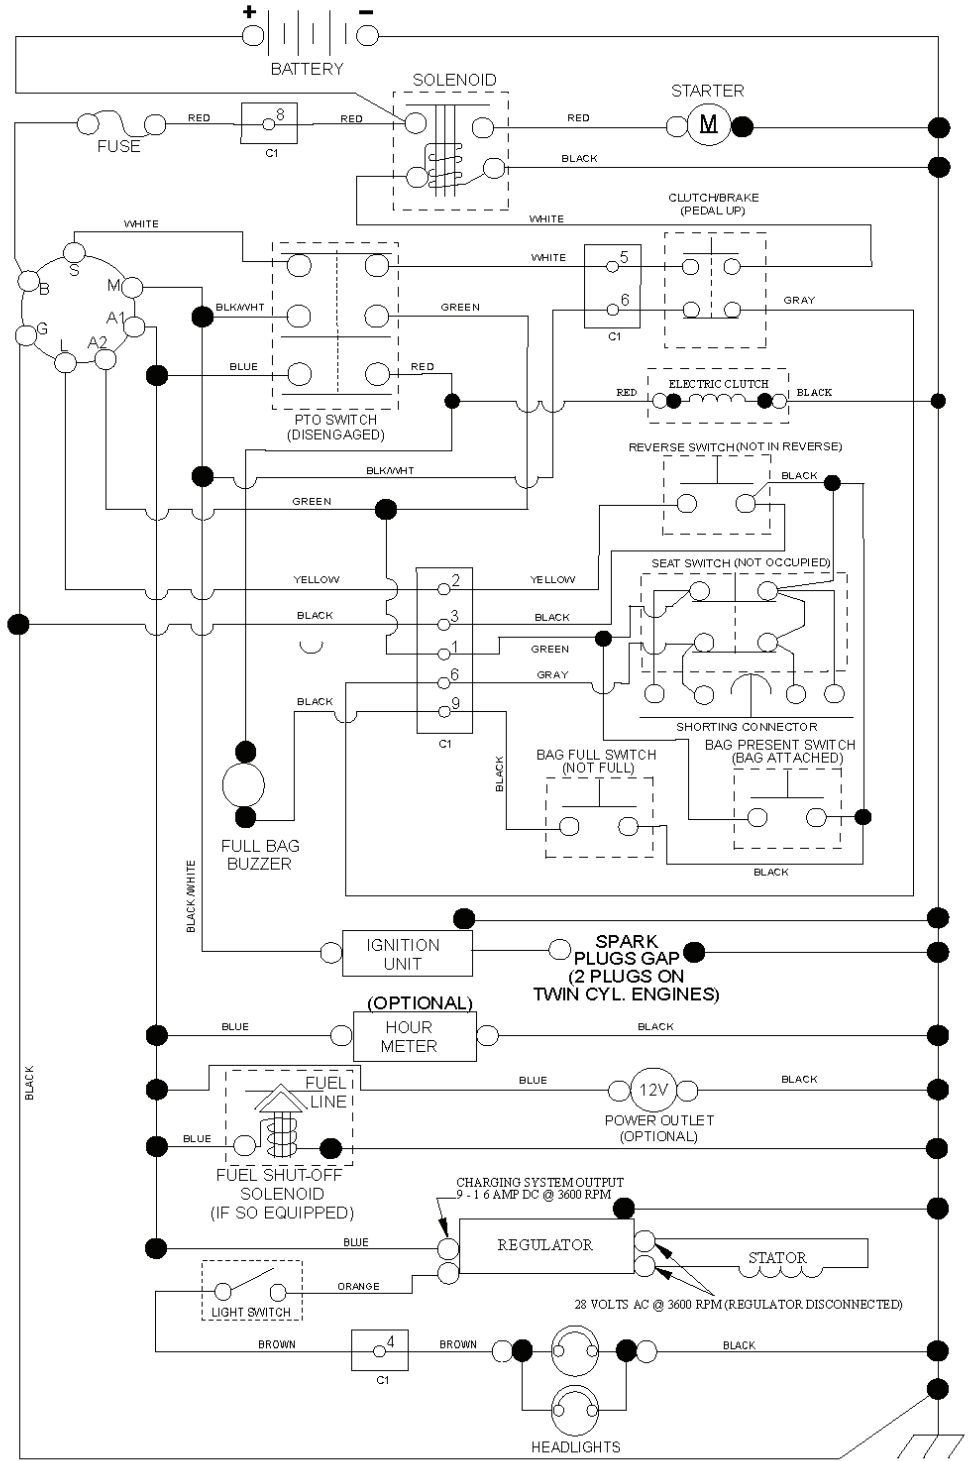 + -
BATTERY
SOLENOID
STARTER
8
RED RED RED M
FUSE
C1
BLACK
CLUTCH/BRAKE
(PEDAL UP)
WHITE WHITE
S
WHITE 5
B M
BLK/WHT GREEN 6 GRAY
G A1
C1
L A2
BLUE RED
ELECTRIC CLUTCH
RED BLACK
PTO SWITCH
(DISENGAGED)
REVERSE SWITCH (NOT IN REVERSE)
BLK/WHT BLACK
GREEN
SEAT SWITCH (NOT OCCUPIED)
YELLOW 2 YELLOW
BLACK 3 BLACK
1 GREEN
6 GRAY
BLACK 9
SHORTING CONNECTOR
C1
BAG PRESENT SWITCH
(BAG ATTACHED)
BAG FULL SWITCH
(NOT FULL)
BLACK
FULL BAG
BUZZER
BLACK
BLACK/WHITE
IGNITION
UNIT
SPARK
PLUGS GAP
(2 PLUGS ON
TWIN CYL. ENGINES)
(OPTIONAL)
HOUR
METER
BLUE BLACK
BLACK
FUEL
LINE
BLUE 12V BLACK
POWER OUTLET
(OPTIONAL)
BLUE
FUEL SHUT-OFF
SOLENOID
(IF SO EQUIPPED)
CHARGING SYSTEM OUTPUT
9 - 1 6 AMP DC @ 3600 RPM
BLUE REGULATOR STATOR
ORANGE
LIGHT SWITCH
28 VOLTS AC @ 3600 RPM (REGULATOR DISCONNECTED)
BROWN 4 BROWN BLACK
C1
HEADLIGHTS